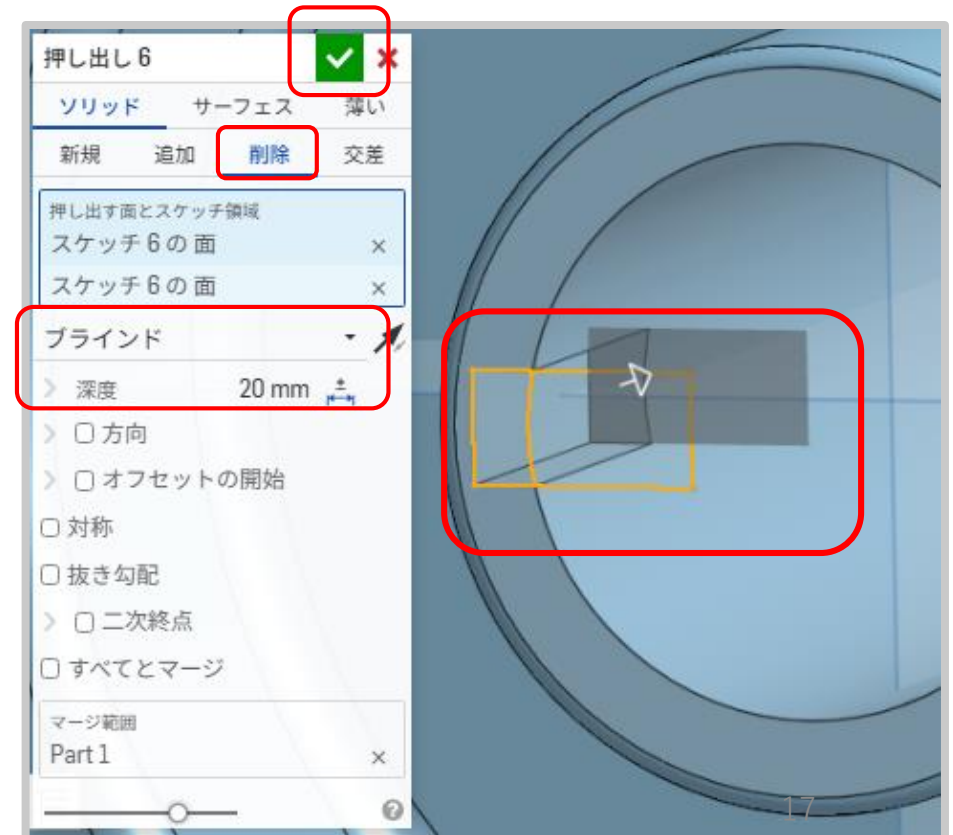 押し出し 6
ソリッド サーフェス 薄い
新規 追加 削除 交差
押し出す面とスケッチ領域
スケッチ 6 の 面
スケッチ 6 の 面
ブラインド
深度 20 mm
方向
オフセットの開始
対称
抜き勾配
二次終点
すべてとマージ
マージ範囲
Part 1
17